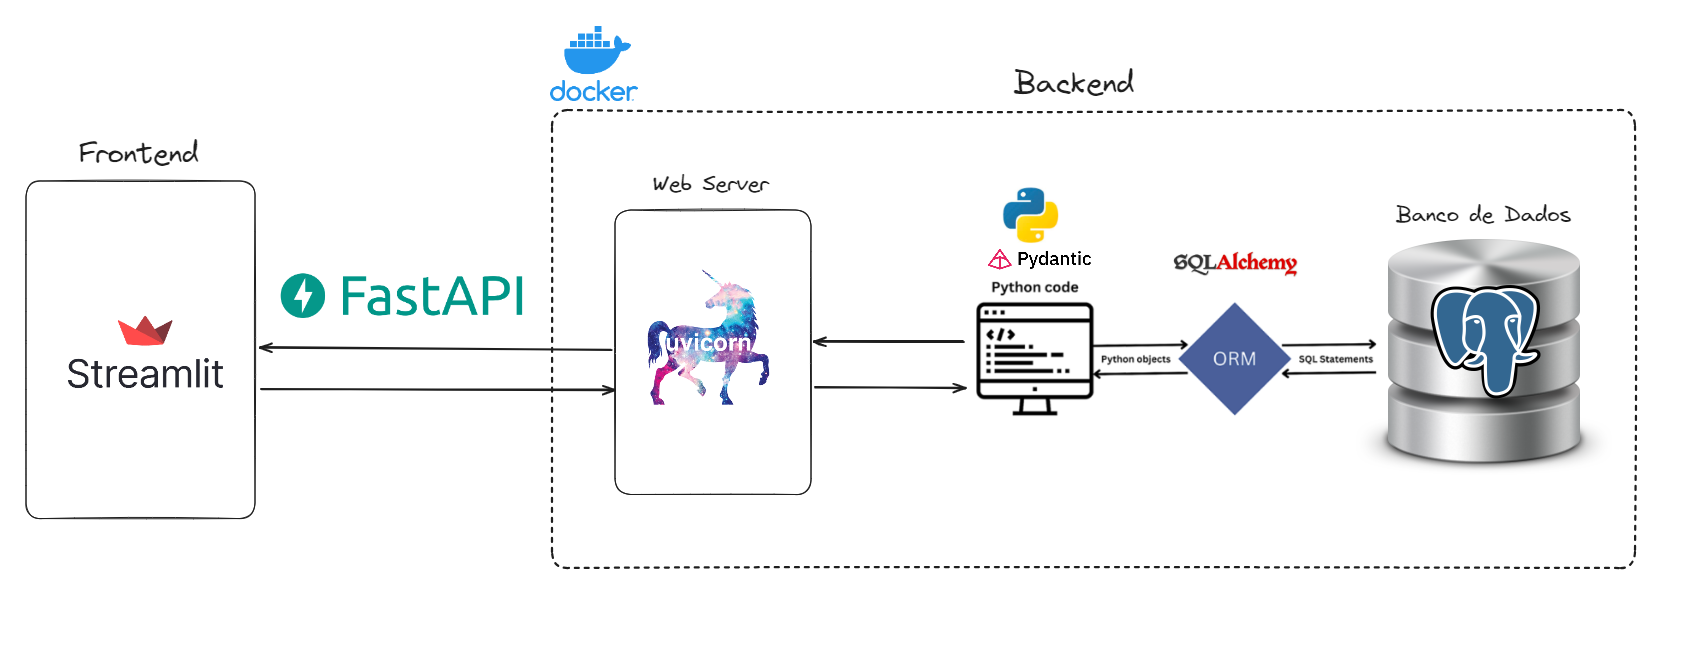 docker
Backend
Frontend
Web Server
Banco de Dados
Pydantic
SQLAlchemy
Python code
FastAPI
uvicorn
</>
Python objects
ORM
SQL Statements
Streamlit